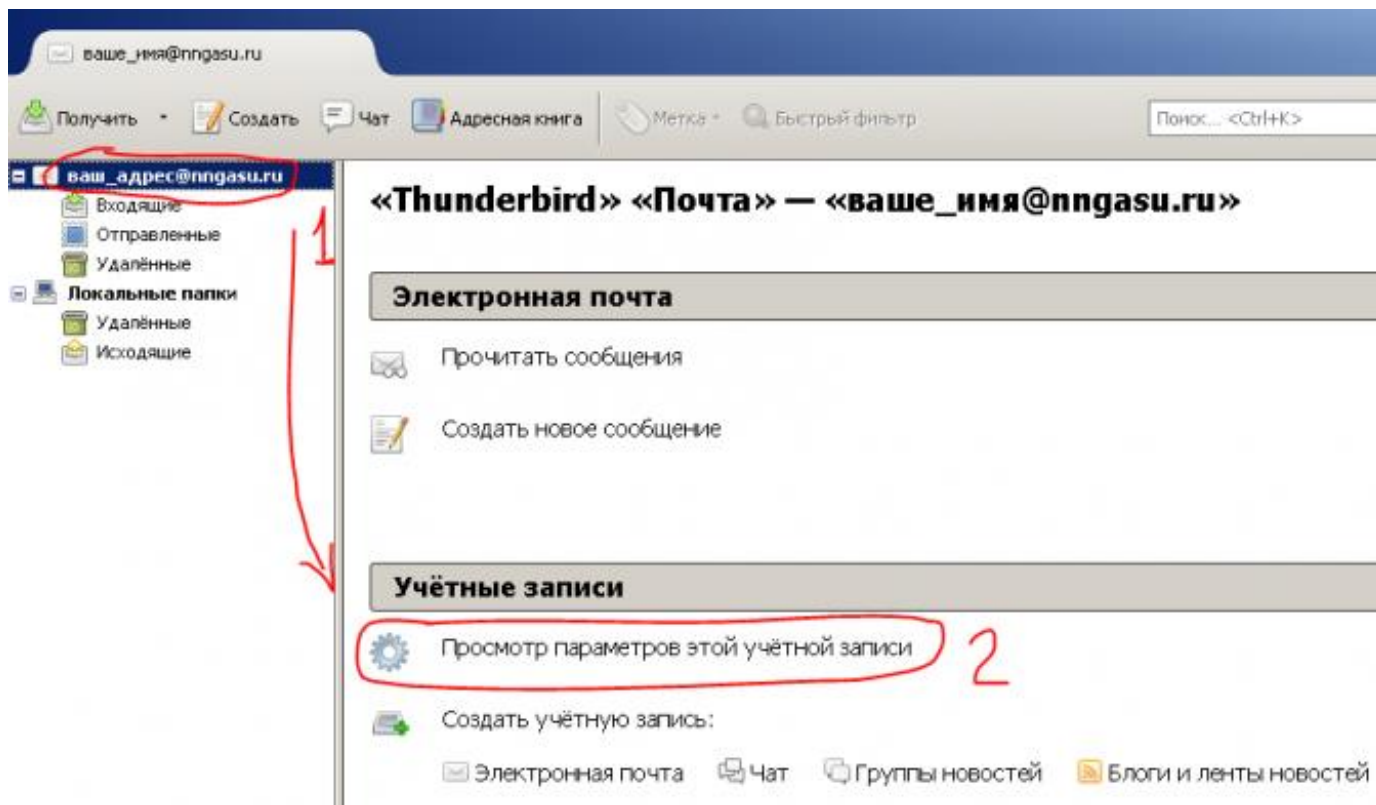 ваше_имя@nngasu.ru
Получить Создать Чат Адресная книга Метка Быстрый фильтр Поиск... <Ctrl+K>
ваш_адрес@nngasu.ru
Входящие
Отправленные
Удалённые
Локальные папки
Удалённые
Исходящие
1
«Thunderbird» «Почта» — «ваше_имя@nngasu.ru»
Электронная почта
Прочитать сообщения
Создать новое сообщение
Учётные записи
Просмотр параметров этой учётной записи 2
Создать учётную запись:
Электронная почта Чат Группы новостей Блоги и ленты новостей